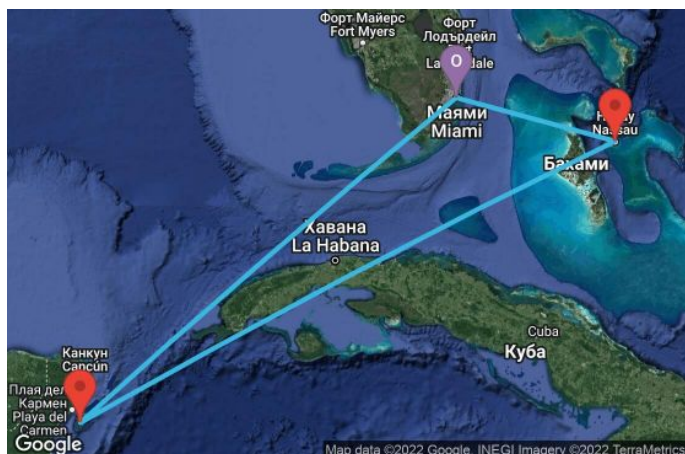 Форт Майерс
Fort Myers
Форт
Лодърдейл
O
Маями
Miami
Nassau
Бахами
Хавана
La Habana
Канкун
Cancún
Плая дел
Кармен
Playa del
Carmen
Cuba
Куба
Google
Map data ©2022 Google, INEGI Imagery ©2022 TerraMetrics